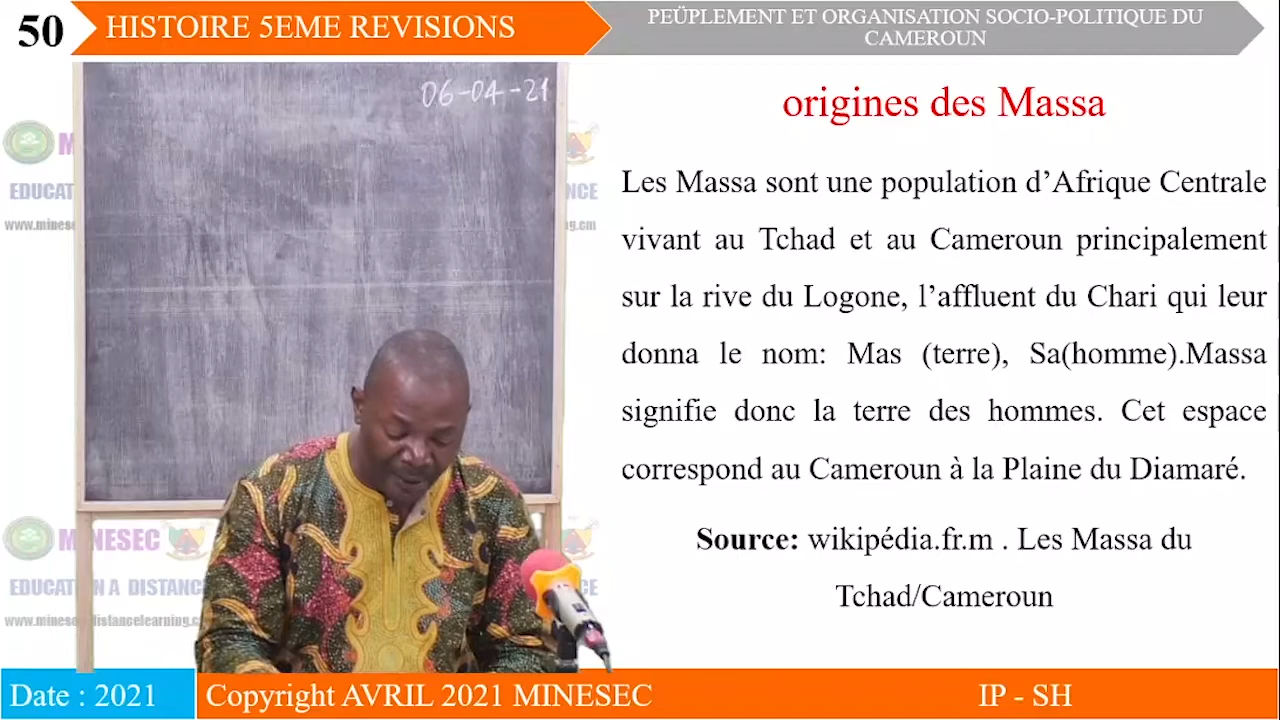 50
HISTOIRE 5EME REVISIONS
PEÜPLEMENT ET ORGANISATION SOCIO-POLITIQUE DU
CAMEROUN
06-04-21
origines des Massa
Les Massa sont une population d’Afrique Centrale
vivant au Tchad et au Cameroun principalement
sur la rive du Logone, l’affluent du Chari qui leur
donna le nom: Mas (terre), Sa(homme).Massa
signifie donc la terre des hommes. Cet espace
correspond au Cameroun à la Plaine du Diamaré.
Source: wikipédia.fr.m . Les Massa du
Tchad/Cameroun
MINESEC
EDUCATION A DISTANCE
Date : 2021
Copyright AVRIL 2021 MINESEC
IP - SH